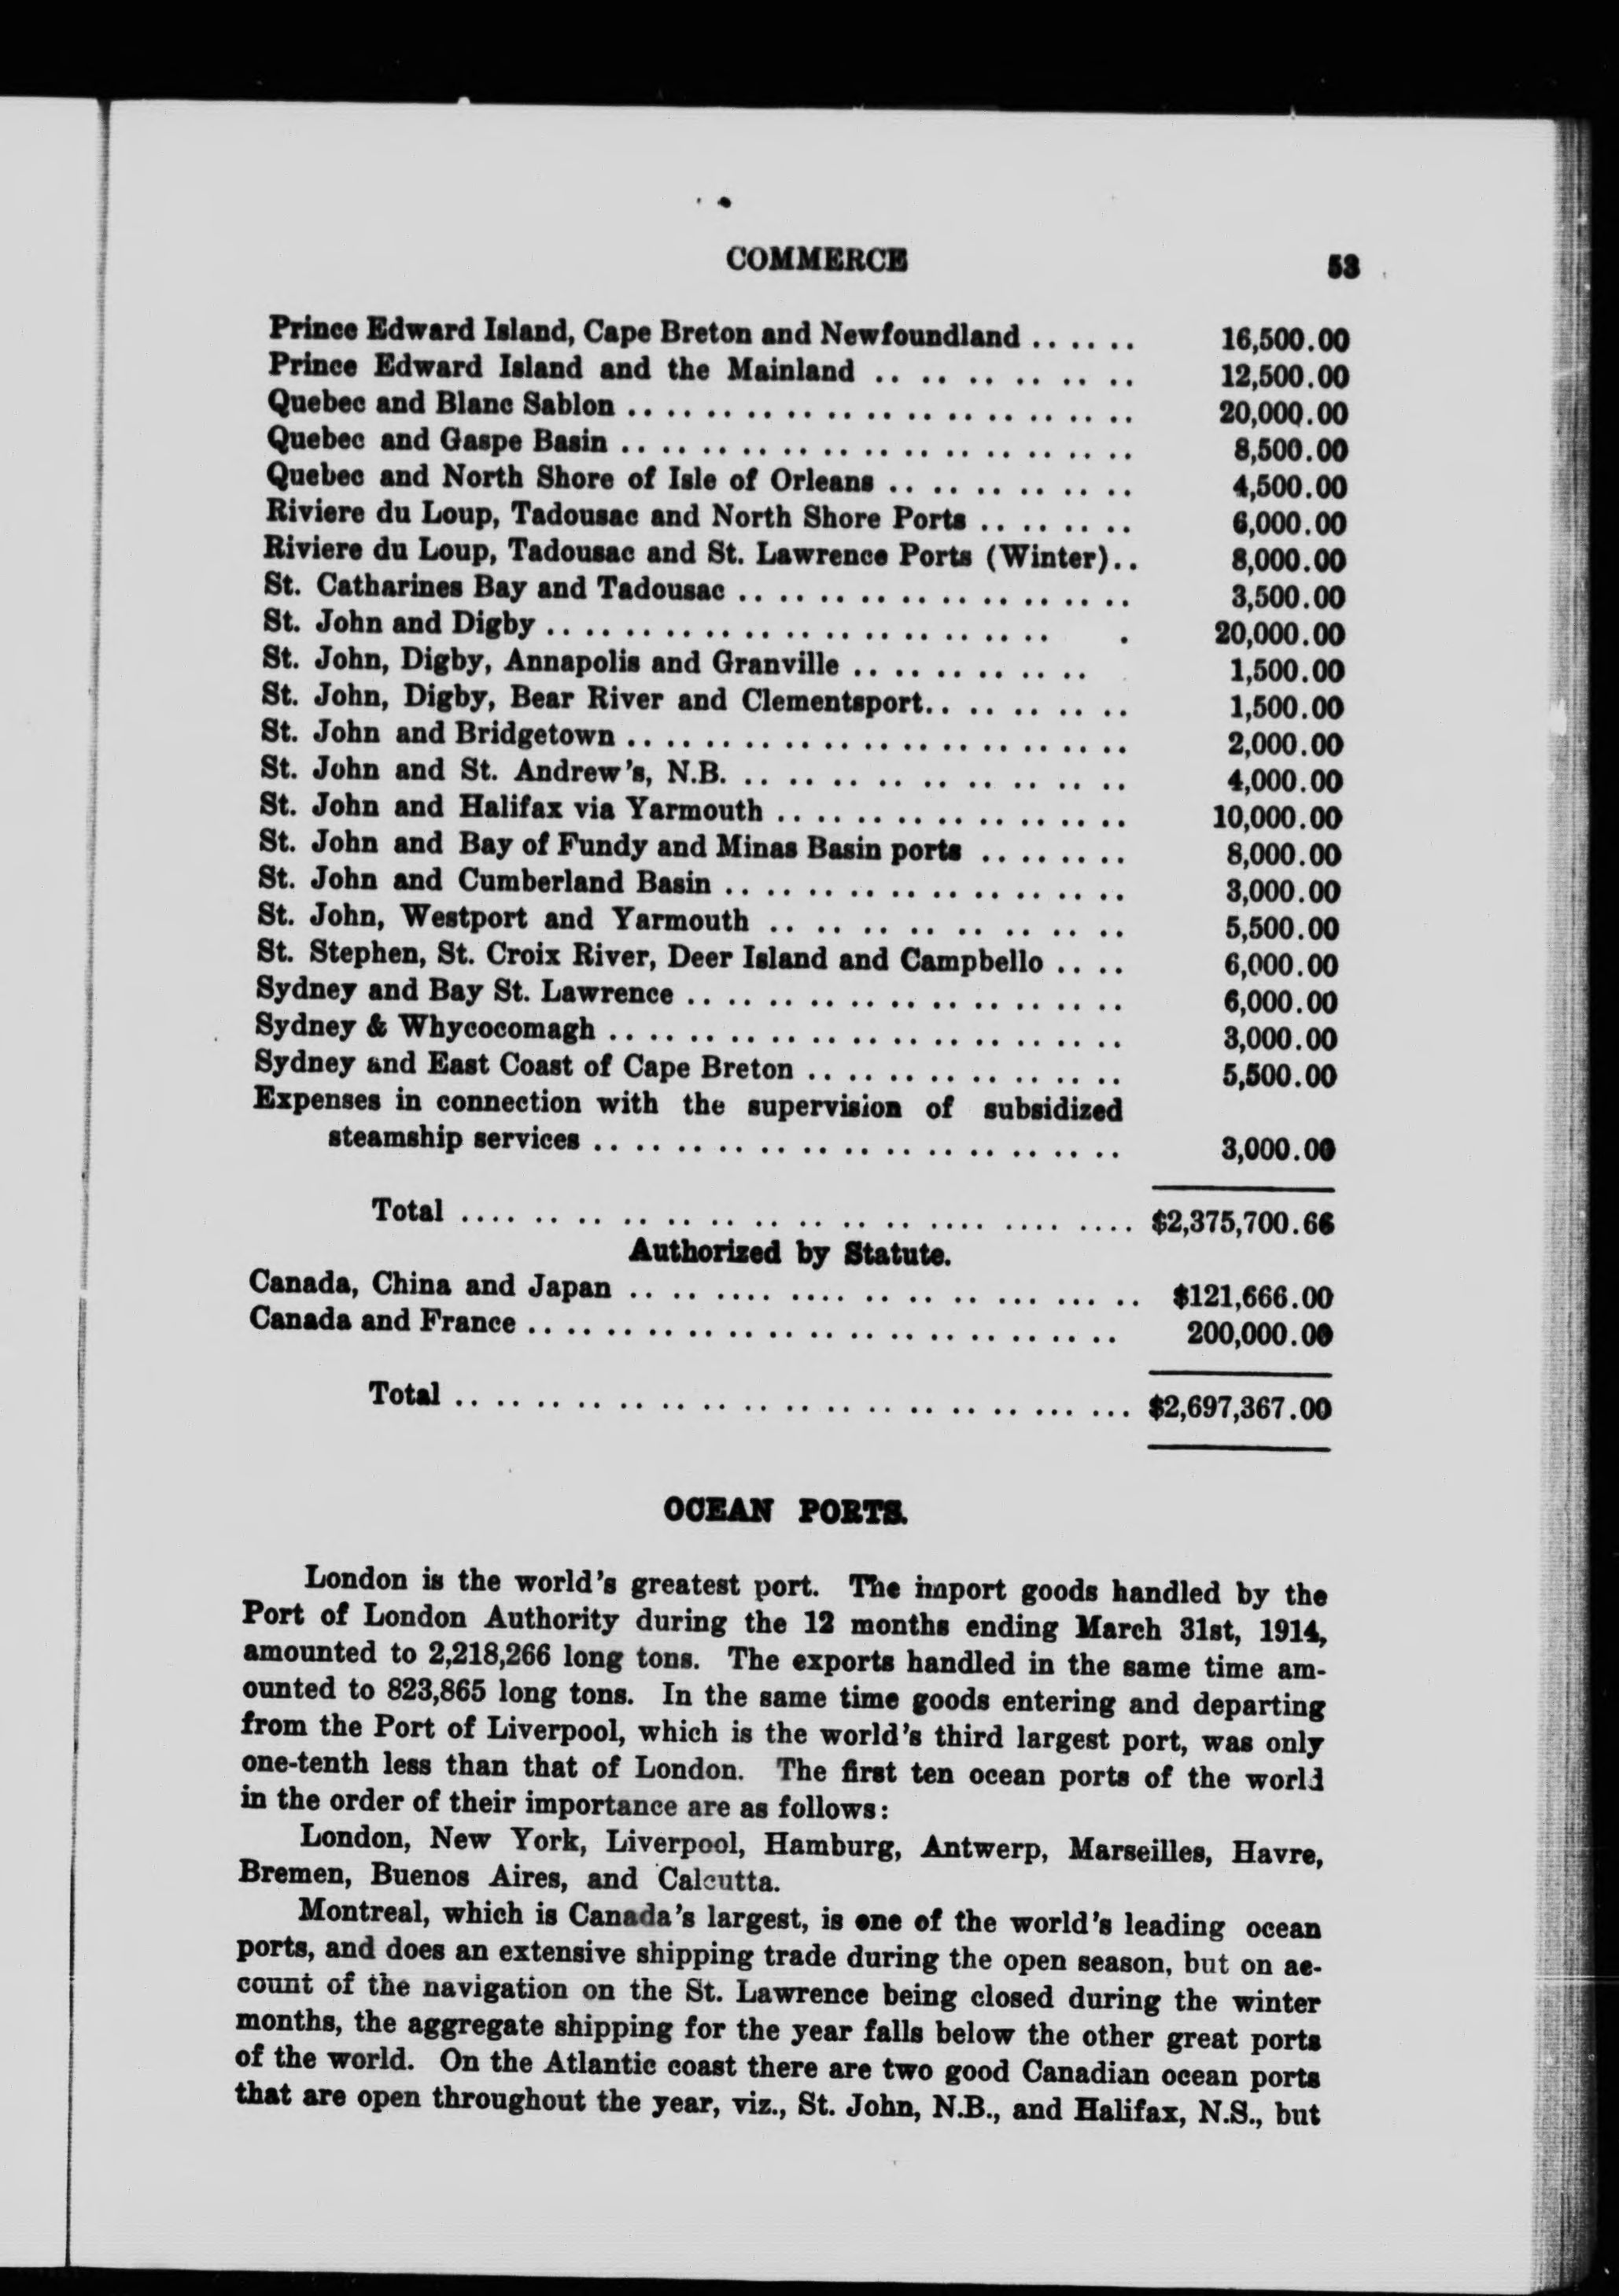 COMMERCE 53
Prince Edward Island, Cape Breton and Newfoundland ...... 16,500.00
Prince Edward Island and the Mainland .. .. .. .. .. .. 12,500.00
Quebec and Blanc Sablon .......................... 20,000.00
Quebec and Gaspe Basin .......................... 8,500.00
Quebec and North Shore of Isle of Orleans ............ 4,500.00
Riviere du Loup, Tadousac and North Shore Ports ........ 6,000.00
Riviere du Loup, Tadousac and St. Lawrence Ports (Winter).. 8,000.00
St. Catharines Bay and Tadousac .................... 3,500.00
St. John and Digby .......................... . 20,000.00
St. John, Digby, Annapolis and Granville ............ 1,500.00
St. John, Digby, Bear River and Clementsport.......... 1,500.00
St. John and Bridgetown .......................... 2,000.00
St. John and St. Andrew's, N.B. .................... 4,000.00
St. John and Halifax via Yarmouth .................. 10,000.00
St. John and Bay of Fundy and Minas Basin ports ........ 8,000.00
St. John and Cumberland Basin .................... 3,000.00
St. John, Westport and Yarmouth .. .. .. .. .. .. .. .. 5,500.00
St. Stephen, St. Croix River, Deer Island and Campbello .... 6,000.00
Sydney and Bay St. Lawrence ...................... 6,000.00
Sydney & Whycocomagh .......................... 3,000.00
Sydney and East Coast of Cape Breton ................ 5,500.00
Expenses in connection with the supervision of subsidized
steamship services .......................... 3,000.00
Total .... .. .. .. .. .. .. .. .. .. .. .... .... .... $2,375,700.66
Authorized by Statute.
Canada, China and Japan .. .. .... .... .. .. .. ... ... .. $121,666.00
Canada and France .............................. 200,000.00
Total .. .. .. .. .. .. .. .. .. .. .. .. .. .. ... ... $2,697,367.00
OCEAN PORTS.
London is the world's greatest port. The import goods handled by the
Port of London Authority during the 12 months ending March 31st, 1914,
amounted to 2,218,266 long tons. The exports handled in the same time am-
ounted to 823,865 long tons. In the same time goods entering and departing
from the Port of Liverpool, which is the world's third largest port, was only
one-tenth less than that of London. The first ten ocean ports of the world
in the order of their importance are as follows:
London, New York, Liverpool, Hamburg, Antwerp, Marseilles, Havre,
Bremen, Buenos Aires, and Calcutta.
Montreal, which is Canada's largest, is one of the world's leading ocean
ports, and does an extensive shipping trade during the open season, but on ac-
count of the navigation on the St. Lawrence being closed during the winter
months, the aggregate shipping for the year falls below the other great ports
of the world. On the Atlantic coast there are two good Canadian ocean ports
that are open throughout the year, viz., St. John, N.B., and Halifax, N.S., but